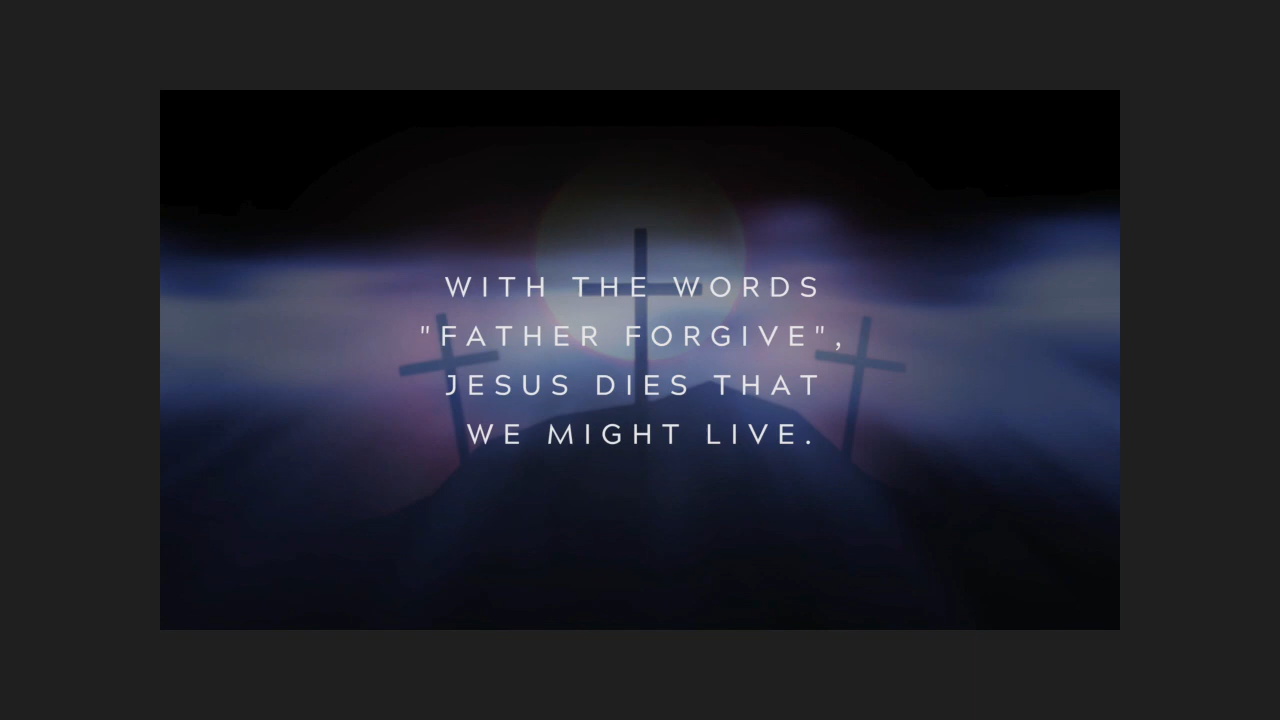 WITH THE WORDS
"FATHER FORGIVE",
JESUS DIES THAT
WE MIGHT LIVE.